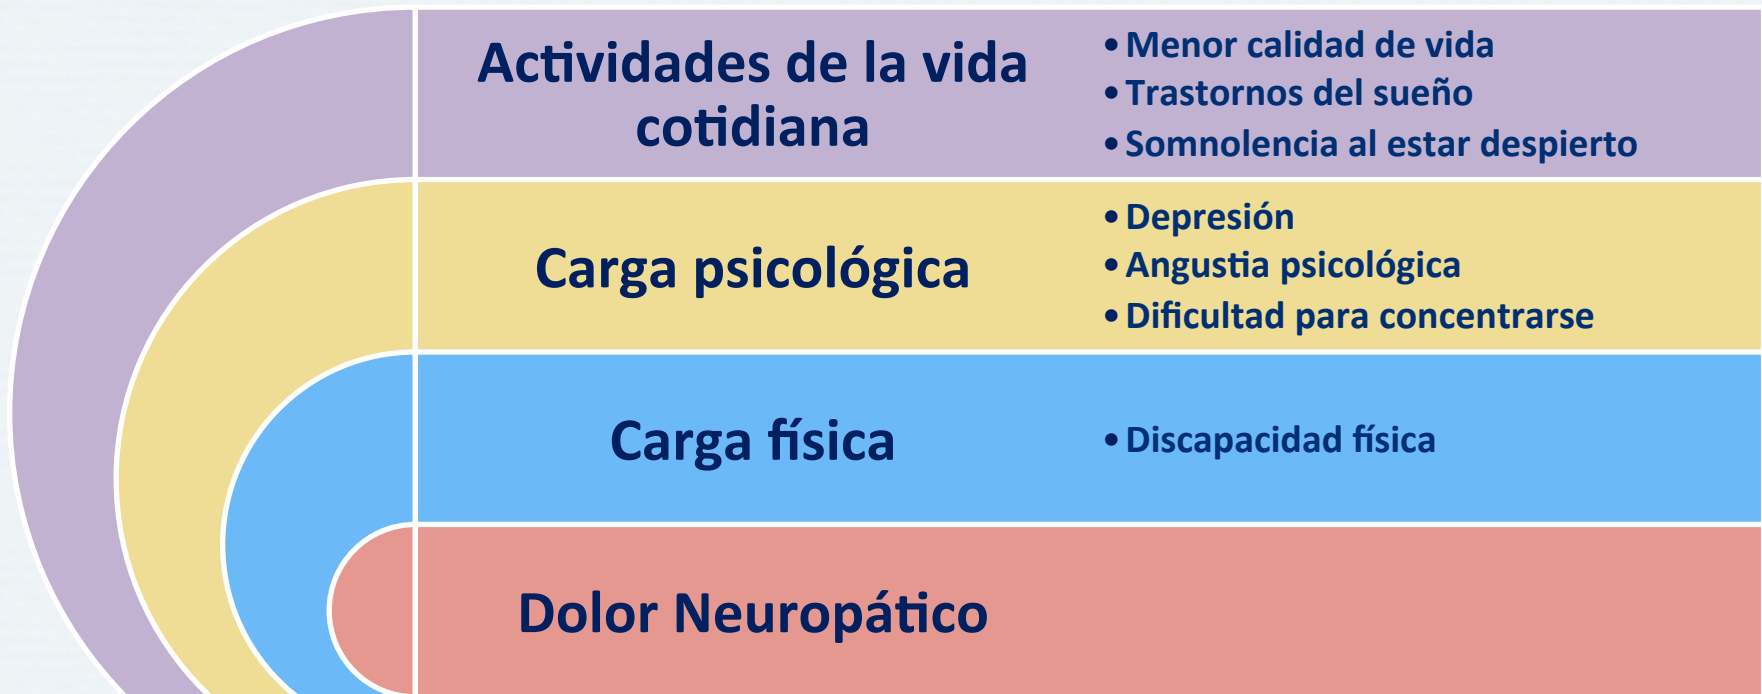 Actividades de la vida
cotidiana
• Menor calidad de vida
• Trastornos del sueño
• Somnolencia al estar despierto
Carga psicológica
• Depresión
• Angustia psicológica
• Dificultad para concentrarse
Carga física
• Discapacidad física
Dolor Neuropático